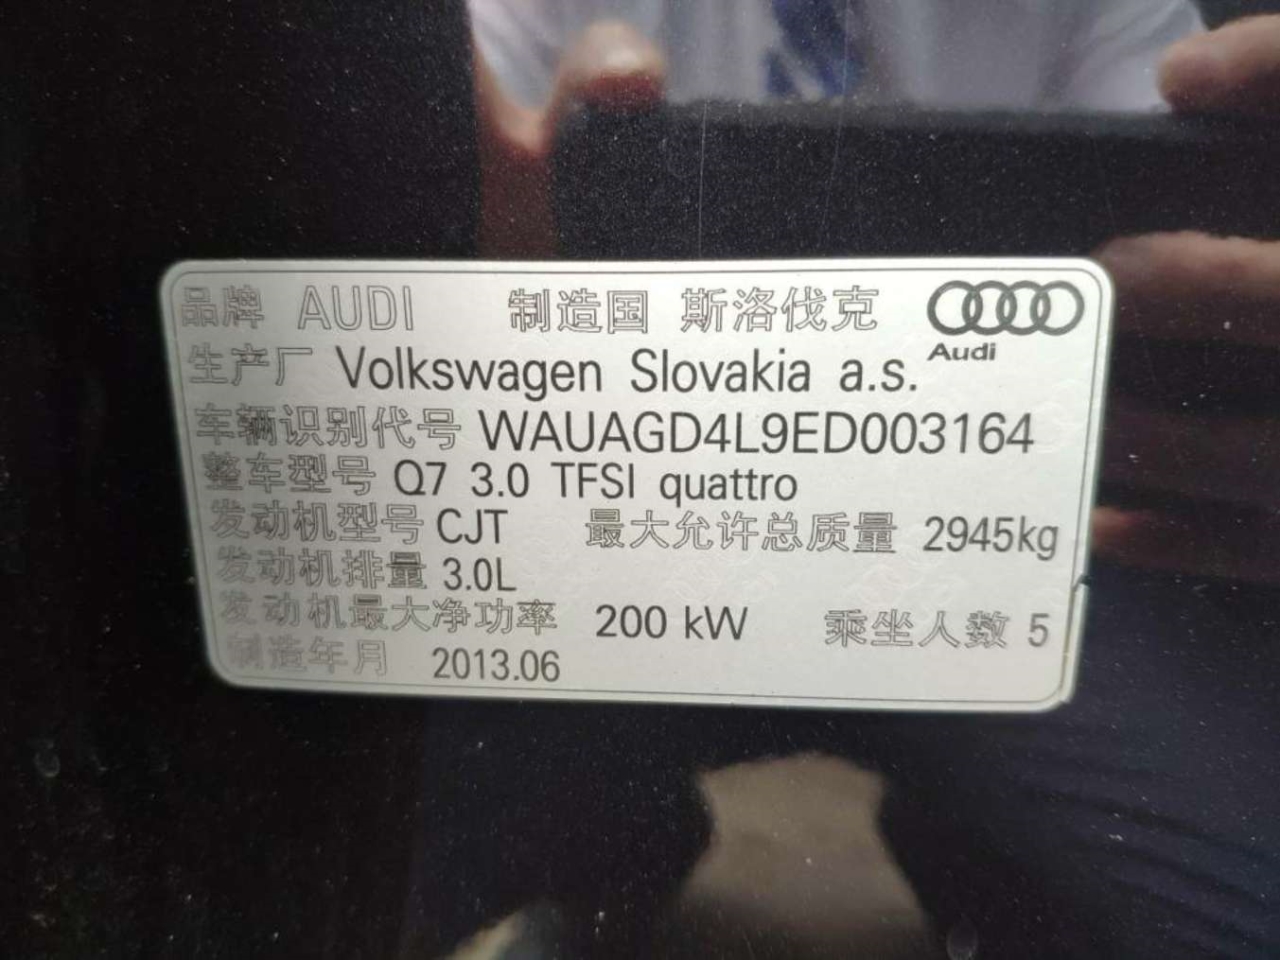 品牌 AUDI 制造国 斯洛伐克
Audi
生产厂 Volkswagen Slovakia a.s.
车辆识别代号 WAUAGD4L9ED003164
整车型号 Q7 3.0 TFSI quattro
发动机型号 CJT 最大允许总质量 2945kg
发动机排量 3.0L
发动机最大净功率 200 kW 乘坐人数 5
制造年月 2013.06